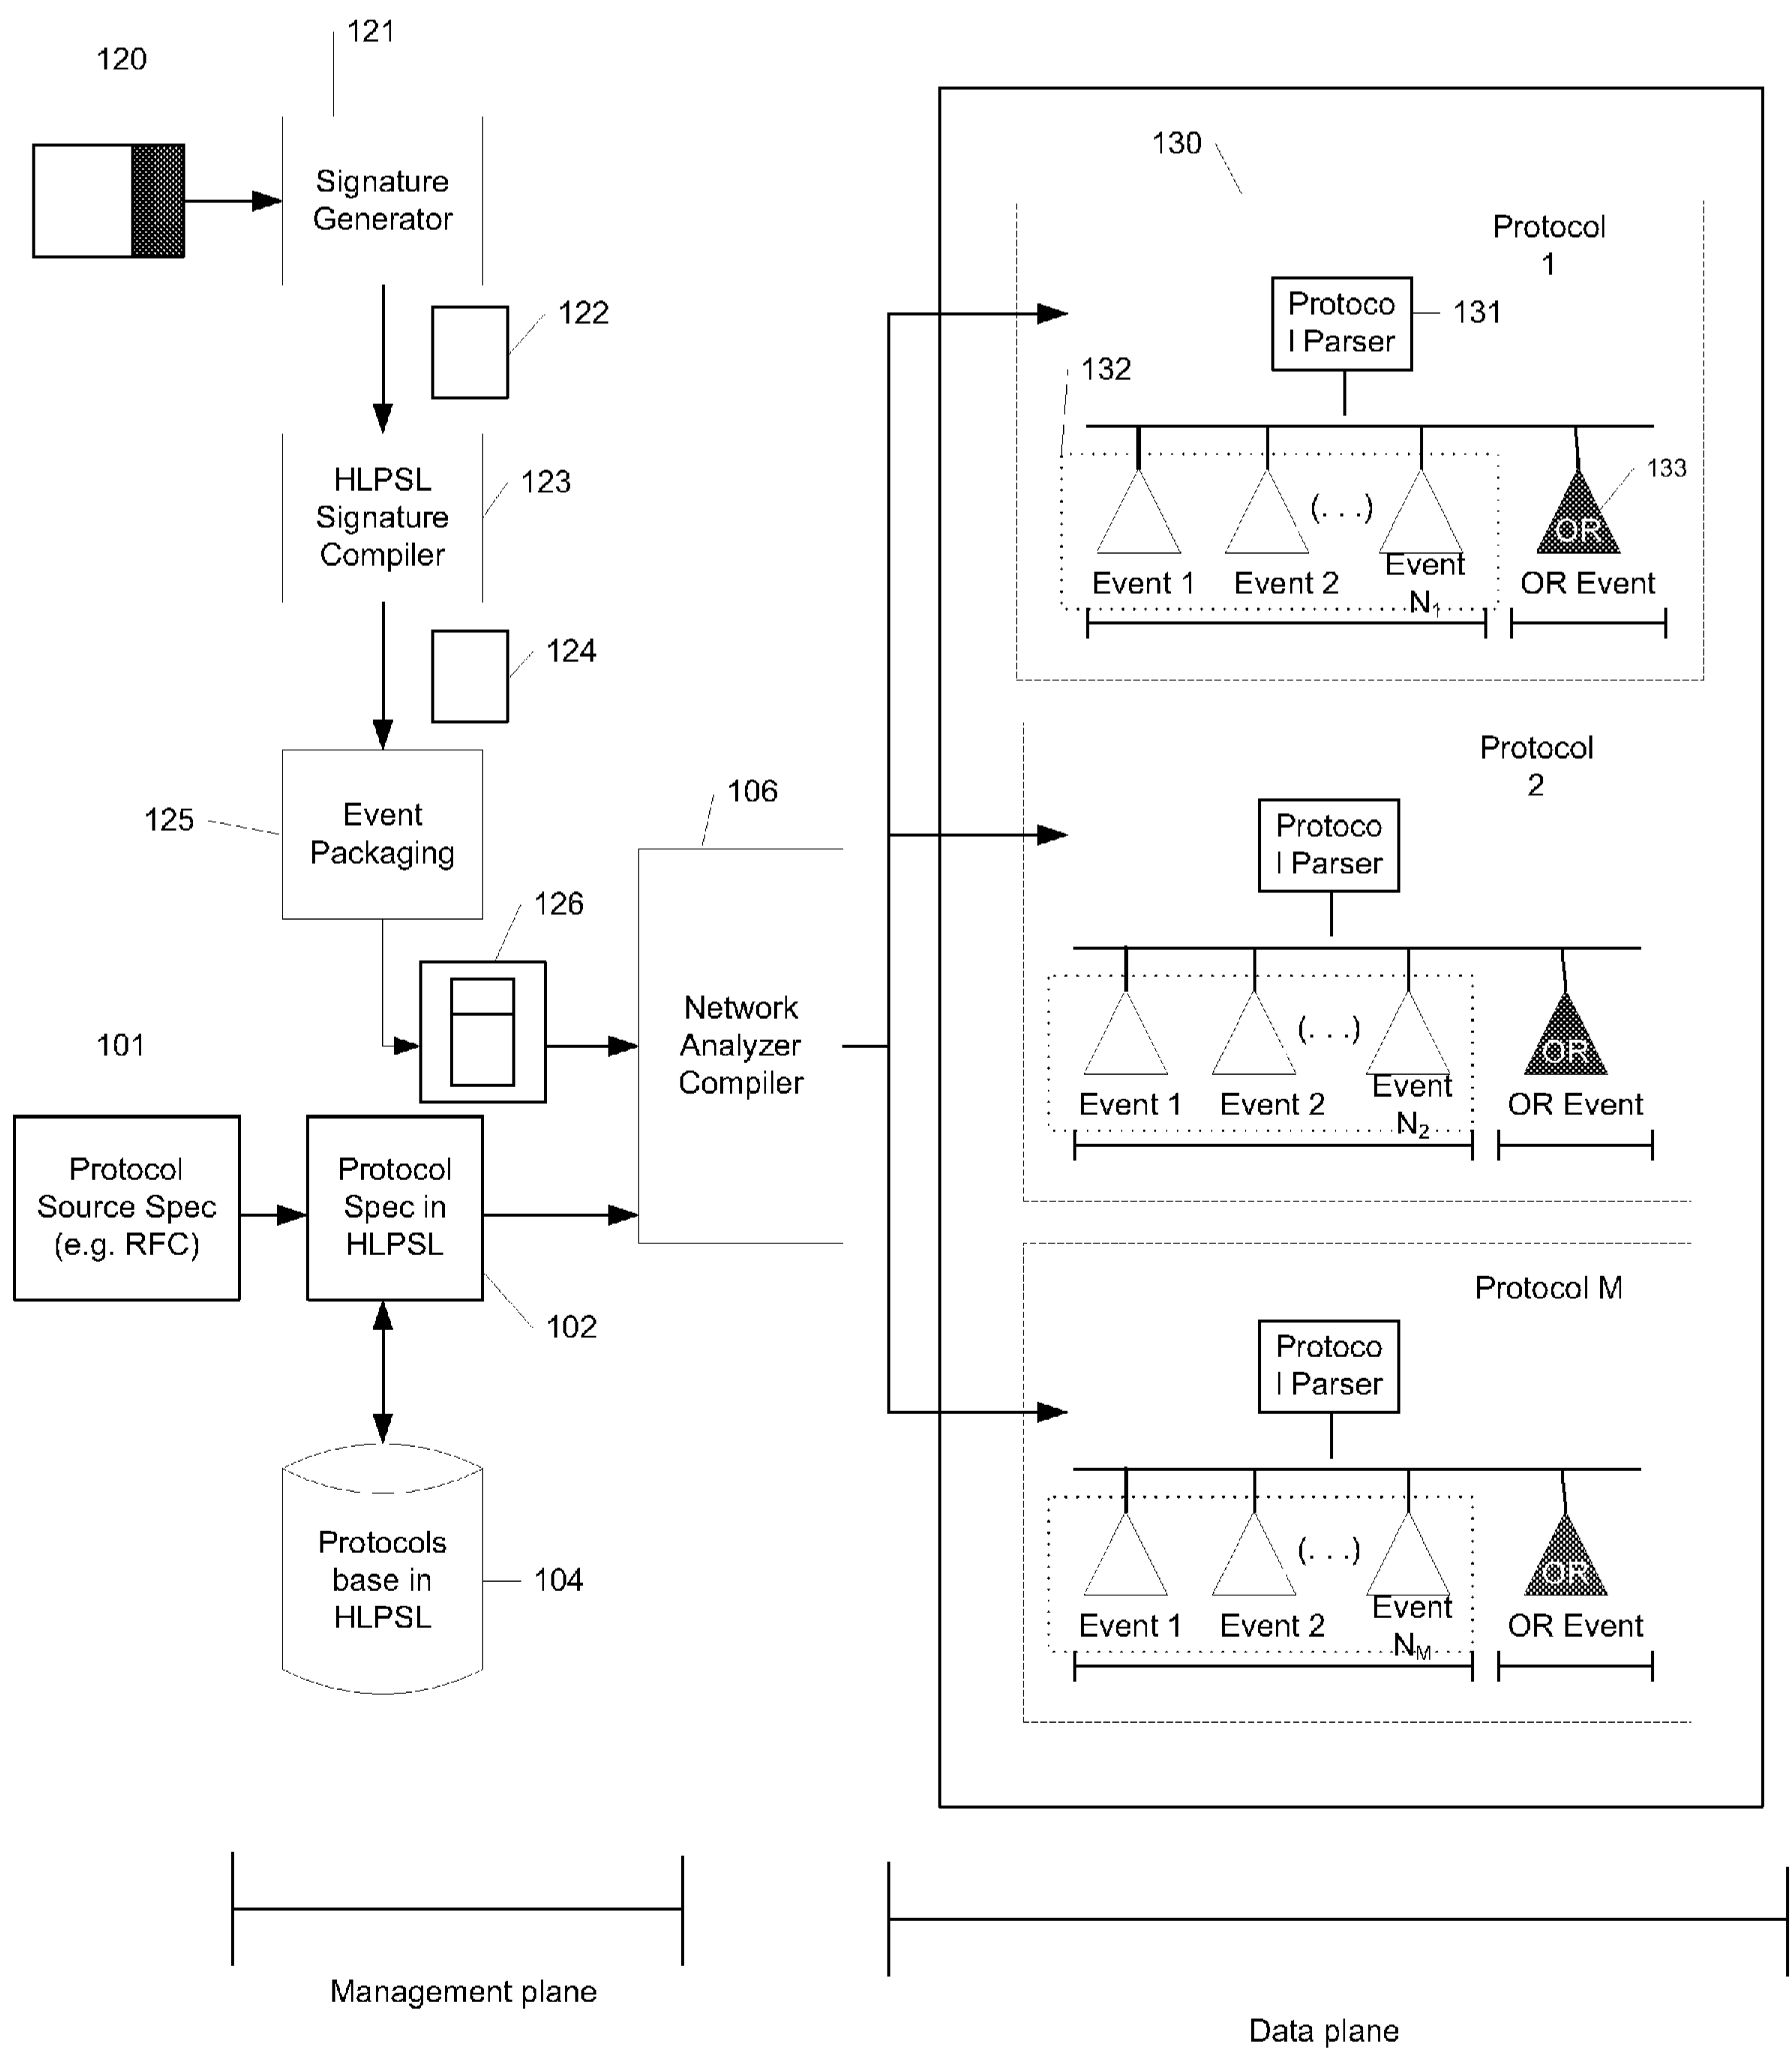 120
121
Signature
Generator
122
HLPSL
Signature
Compiler
123
124
Event
Packaging
125
126
106
Network
Analyzer
Compiler
101
Protocol
Source Spec
(e.g. RFC)
Protocol
Spec in
HLPSL
102
Protocols
base in
HLPSL
104
Management plane
130
Protocol
1
Protoco
l Parser
131
132
133
(. . .)
OR
Event 1
Event 2
Event
N1
OR Event
Protocol
2
Protoco
l Parser
(. . .)
OR
Event 1
Event 2
Event
N2
OR Event
Protocol M
Protoco
l Parser
(. . .)
OR
Event 1
Event 2
Event
NM
OR Event
Data plane